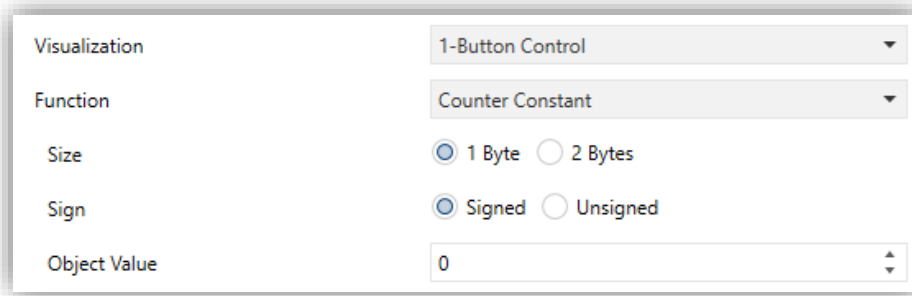 Visualization 1-Button Control
Function Counter Constant
Size 1 Byte 2 Bytes
Sign Signed Unsigned
Object Value 0